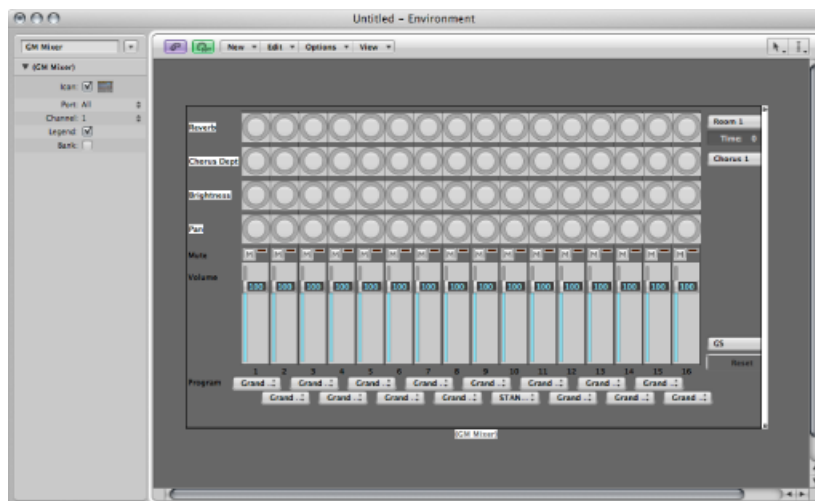 Untitled – Environment
GM Mixer
New Edit Options View
(GM Mixer)
Icon:
Port: All
Channel: 1
Legend:
Bank:
Reverb
Room 1
Time:
Chorus Dept
Chorus 1
Brightness
Pan
Mute M M M M M M M M M M M M M M M M
Volume
100 100 100 100 100 100 100 100 100 100 100 100 100 100 100 100
GS
Reset
1 2 3 4 5 6 7 8 9 10 11 12 13 14 15 16
Program Grand .. Grand .. Grand .. Grand .. Grand .. Grand .. Grand .. Grand ..
Grand .. Grand .. Grand .. Grand .. STAN... Grand .. Grand .. Grand ..
(GM Mixer)